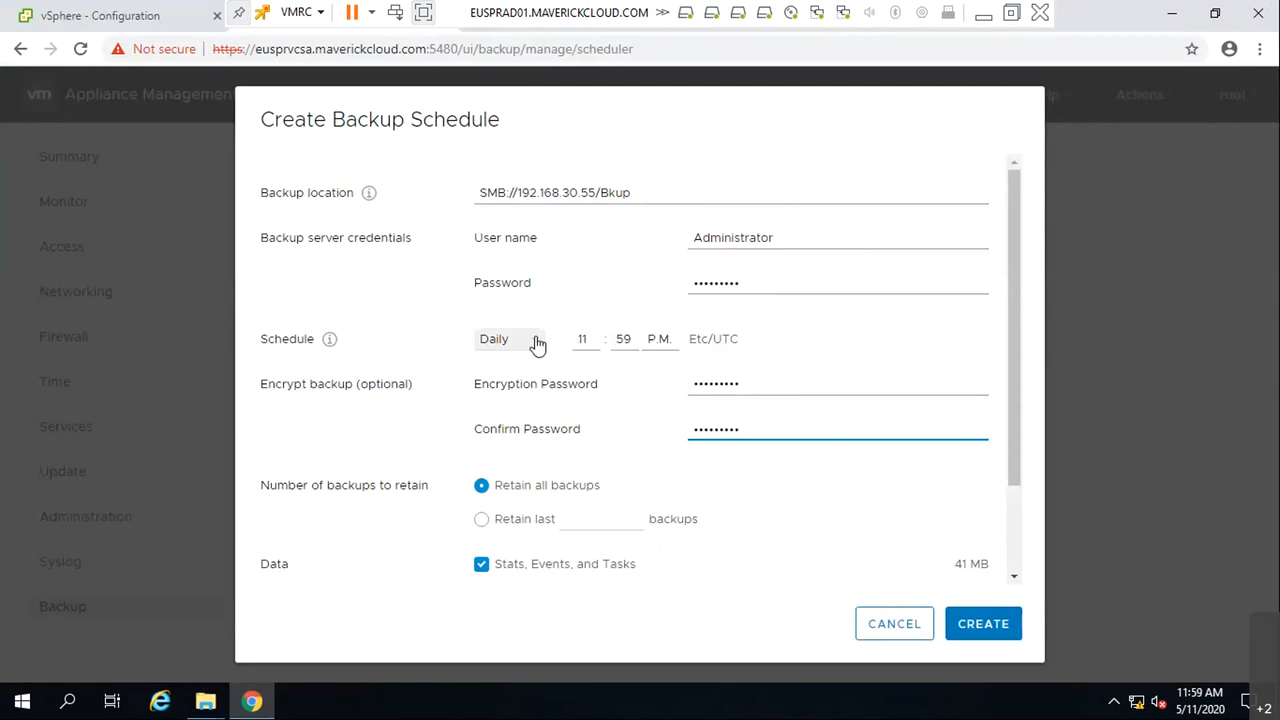 vSphere - Configuration
VMRC
EUSPRAD01.MAVERICKCLOUD.COM
Not secure
https://eusprvcsa.maverickcloud.com:5480/ui/backup/manage/scheduler
vm Appliance Management
Actions
root
Create Backup Schedule
Summary
Monitor
Access
Networking
Firewall
Time
Services
Update
Administration
Syslog
Backup
Backup location SMB://192.168.30.55/Bkup
Backup server credentials User name Administrator
Password •••••••••
Schedule Daily 11 : 59 P.M. Etc/UTC
Encrypt backup (optional) Encryption Password •••••••••
Confirm Password •••••••••
Number of backups to retain Retain all backups
Retain last backups
Data Stats, Events, and Tasks 41 MB
CANCEL CREATE
11:59 AM
5/11/2020
+2